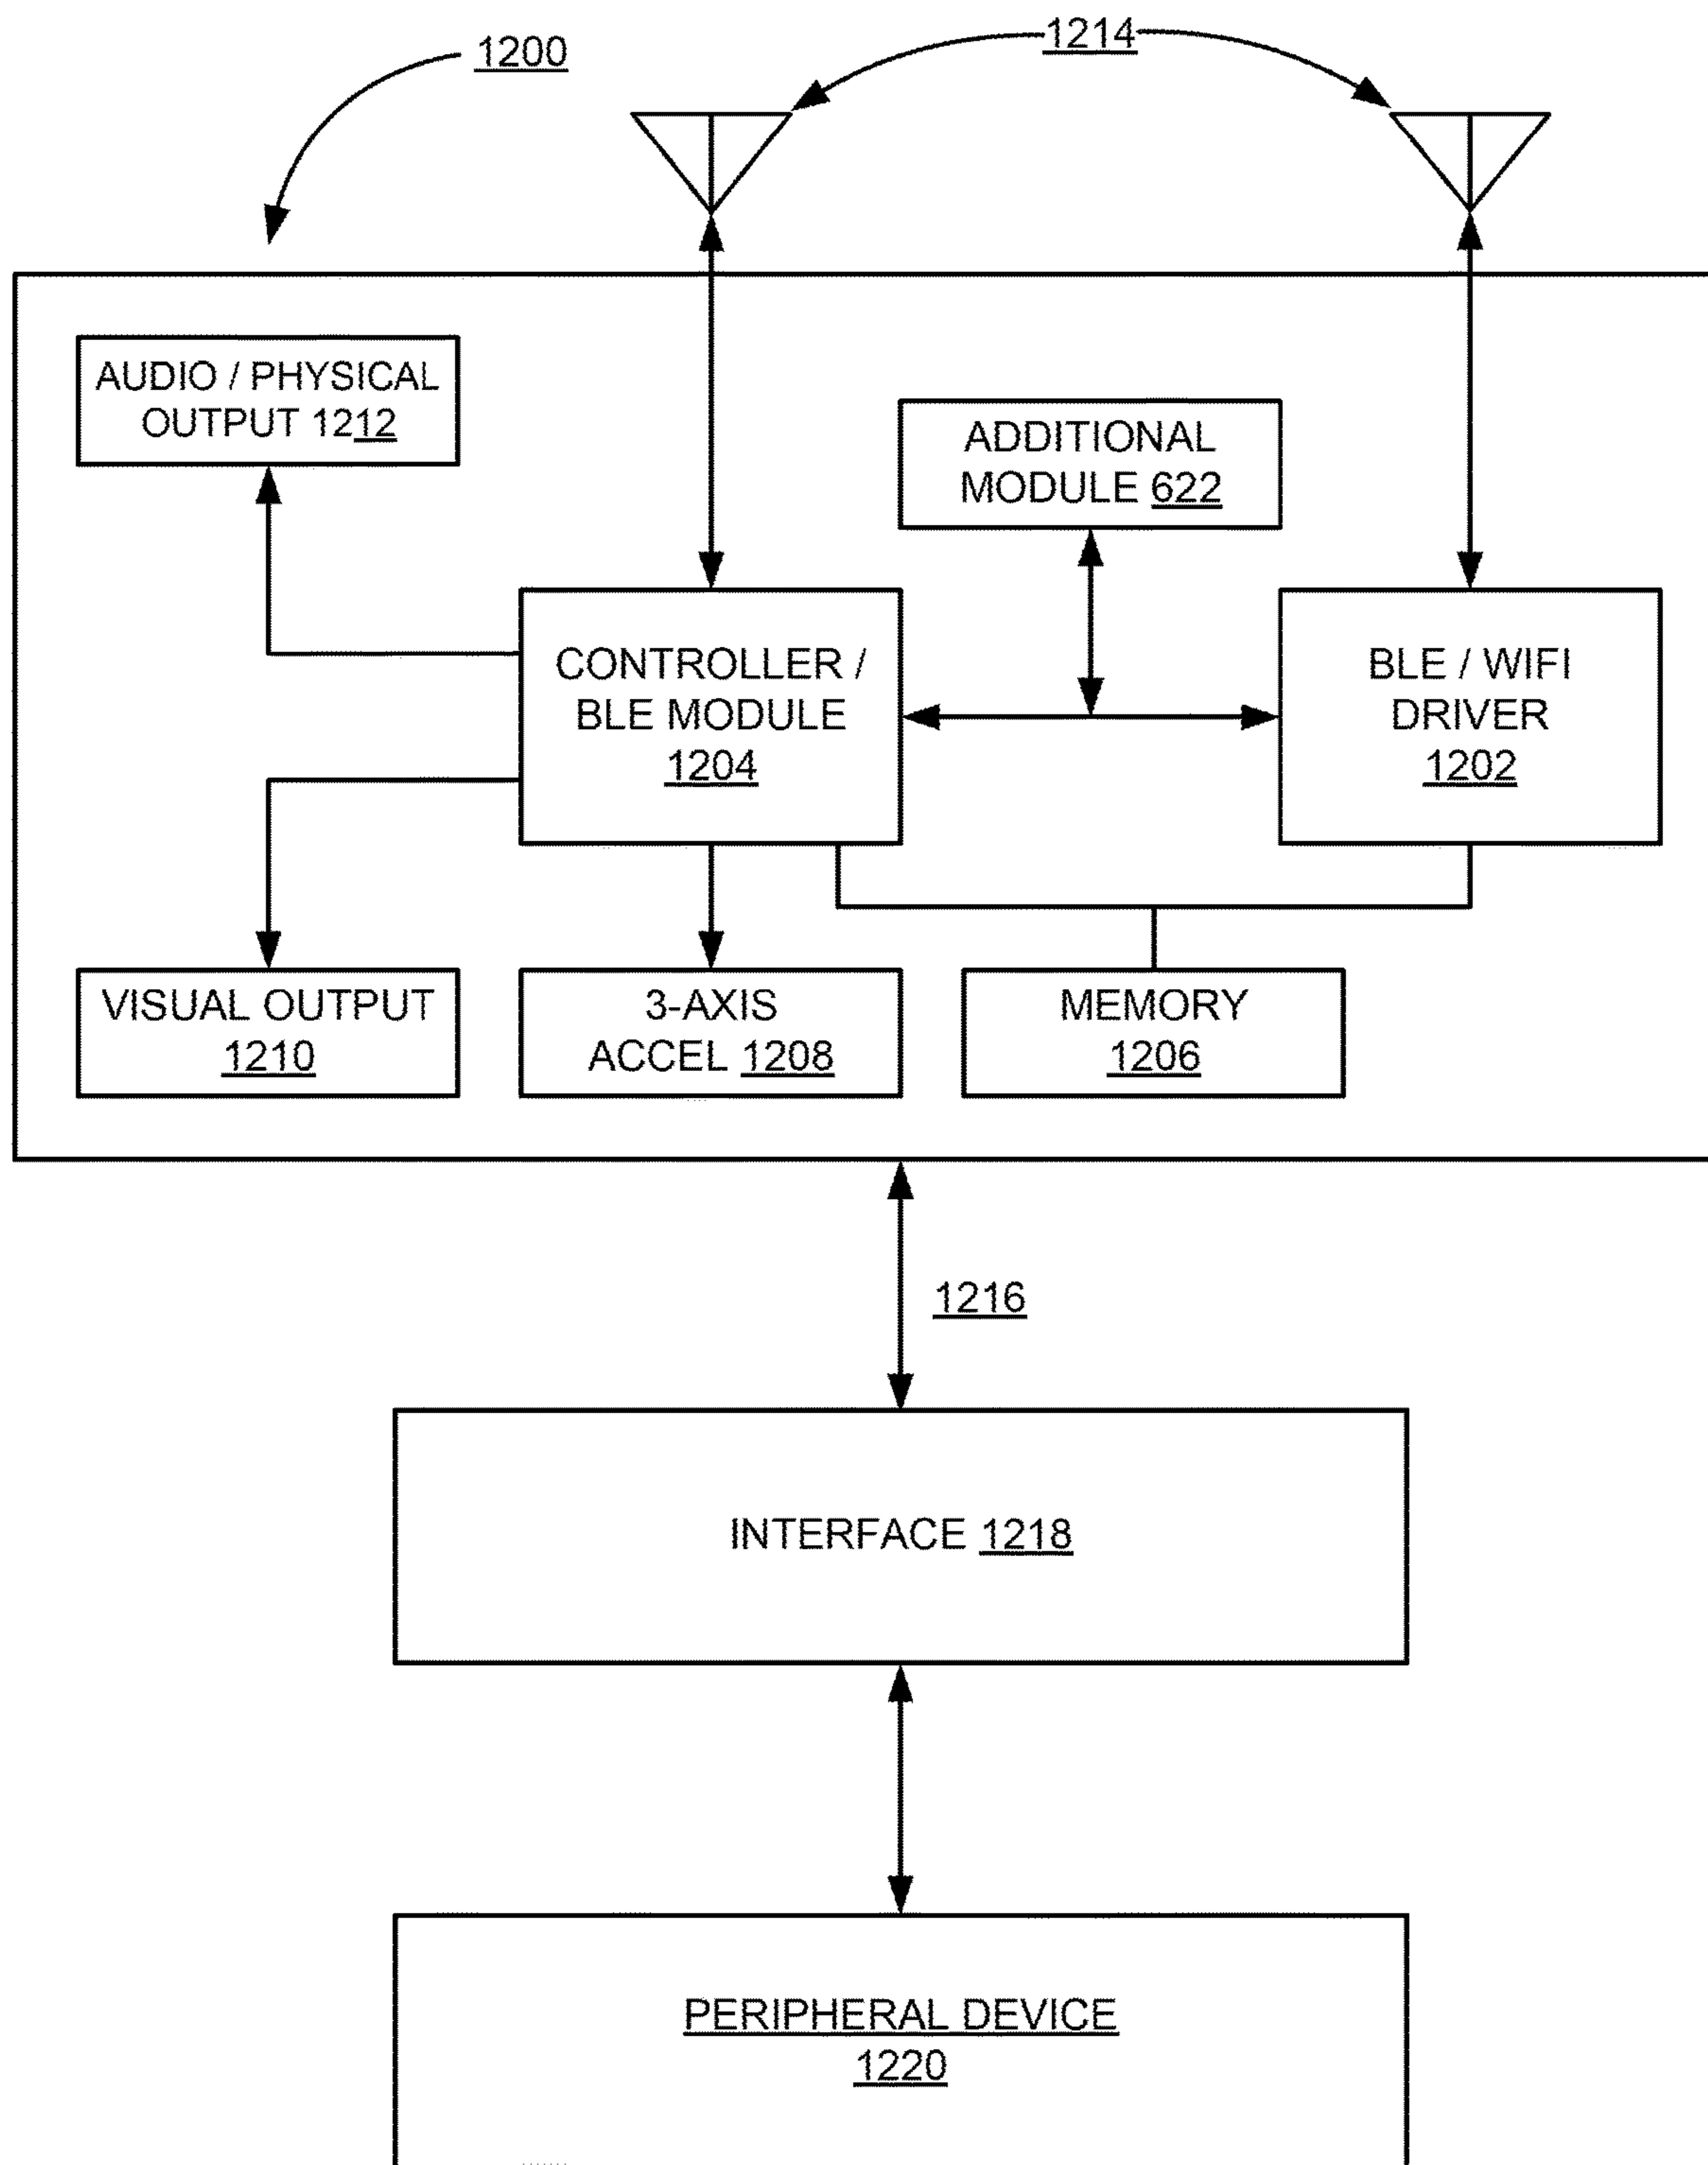 1200
1214
AUDIO / PHYSICAL
OUTPUT 1212
ADDITIONAL
MODULE 622
CONTROLLER /
BLE MODULE
1204
BLE / WIFI
DRIVER
1202
VISUAL OUTPUT
1210
3-AXIS
ACCEL 1208
MEMORY
1206
1216
INTERFACE 1218
PERIPHERAL DEVICE
1220